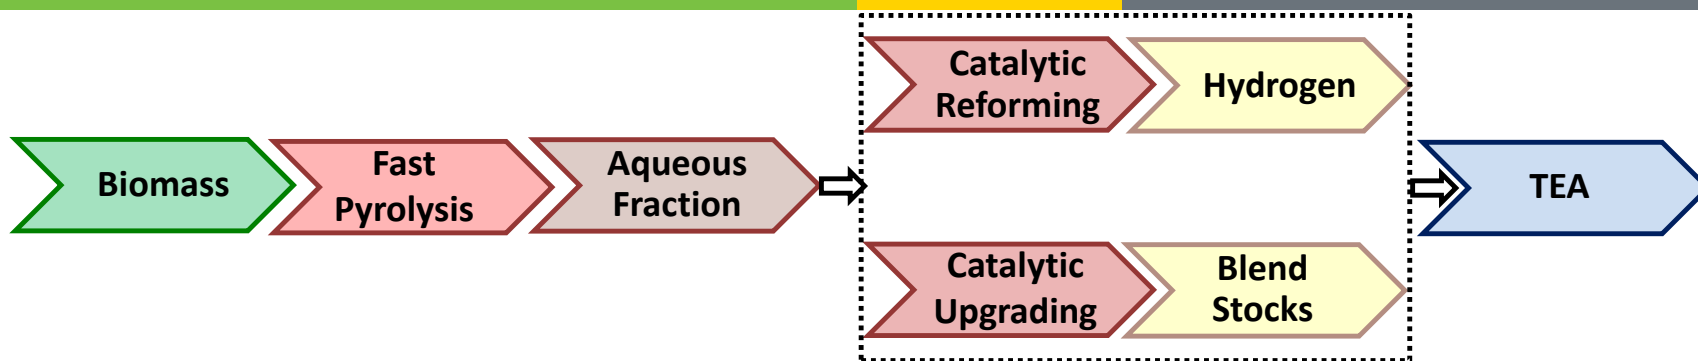 Biomass
Fast
Pyrolysis
Aqueous
Fraction
Catalytic
Reforming
Hydrogen
Catalytic
Upgrading
Blend
Stocks
TEA